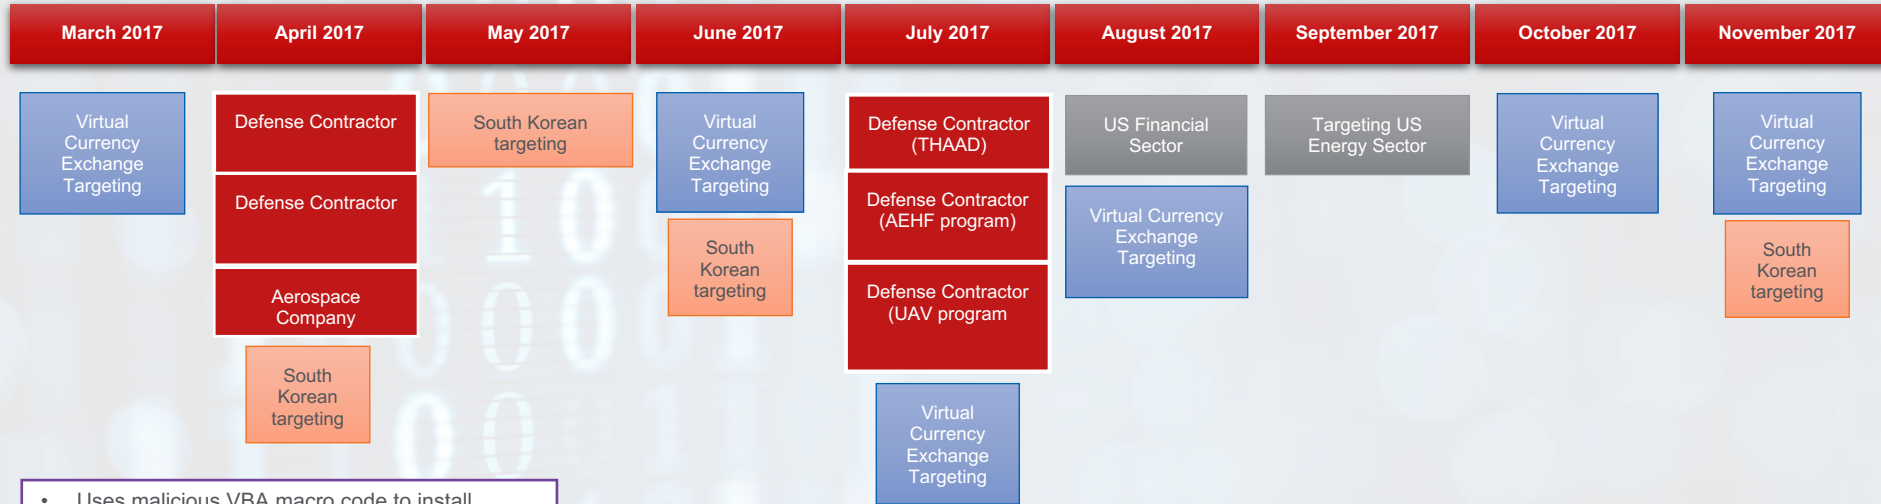 March 2017
April 2017
May 2017
June 2017
July 2017
August 2017
September 2017
October 2017
November 2017
Virtual
Currency
Exchange
Targeting
Defense Contractor
Defense Contractor
Aerospace
Company
South
Korean
targeting
South Korean
targeting
Virtual
Currency
Exchange
Targeting
South
Korean
targeting
Defense Contractor
(THAAD)
Defense Contractor
(AEHF program)
Defense Contractor
(UAV program
Virtual
Currency
Exchange
Targeting
US Financial
Sector
Virtual Currency
Exchange
Targeting
Targeting US
Energy Sector
Virtual
Currency
Exchange
Targeting
Virtual
Currency
Exchange
Targeting
South
Korean
targeting
• Uses malicious VBA macro code to install